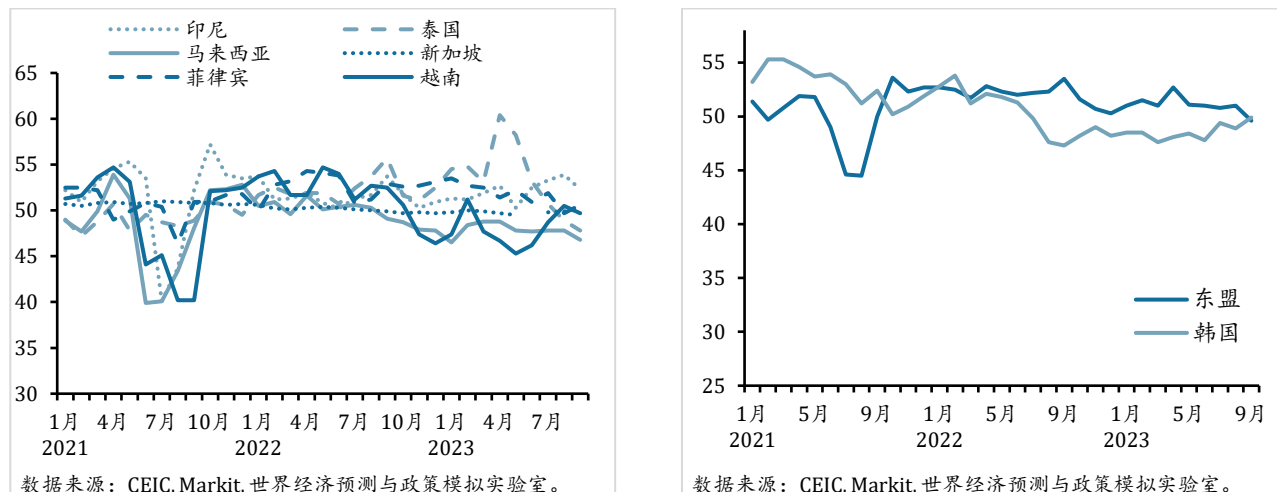 印尼 泰国
马来西亚 新加坡
菲律宾 越南
65
60
55
50
45
40
35
30
1月 4月 7月 10月 1月 4月 7月 10月 1月 4月 7月
2021 2022 2023
数据来源：CEIC, Markit, 世界经济预测与政策模拟实验室。
55
50
45
40
35
30
25
东盟
韩国
1月 5月 9月 1月 5月 9月 1月 5月 9月
2021 2022 2023
数据来源：CEIC, Markit, 世界经济预测与政策模拟实验室。